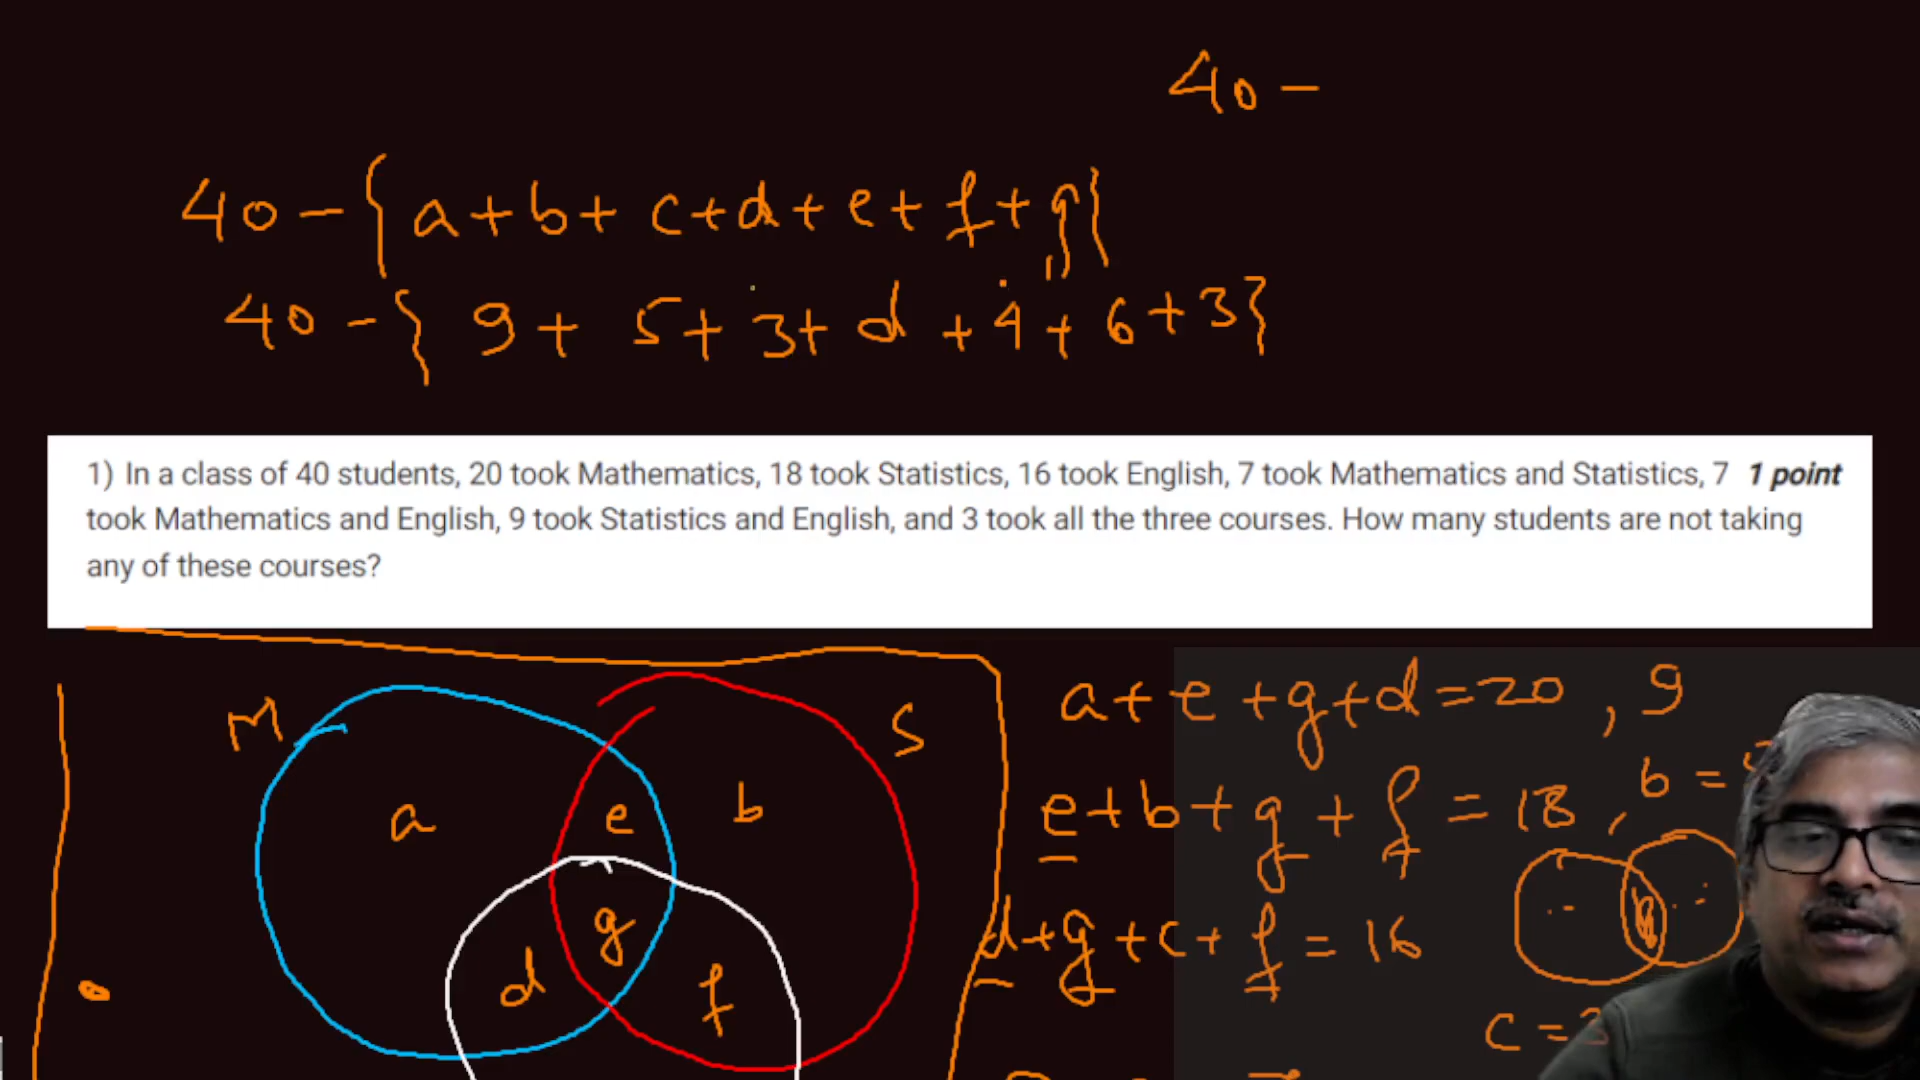 40 -
40 - { a + b + c + d + e + f + g }
40 - { 9 + 5 + 3 + d + 4 + 6 + 3 }
1) In a class of 40 students, 20 took Mathematics, 18 took Statistics, 16 took English, 7 took Mathematics and Statistics, 7 1 point
took Mathematics and English, 9 took Statistics and English, and 3 took all the three courses. How many students are not taking
any of these courses?
M
S
a
e
b
g
d
f
a + e + g + d = 20 , 9
e + b + g + f = 18 , b =
d + g + c + f = 16
c = 3